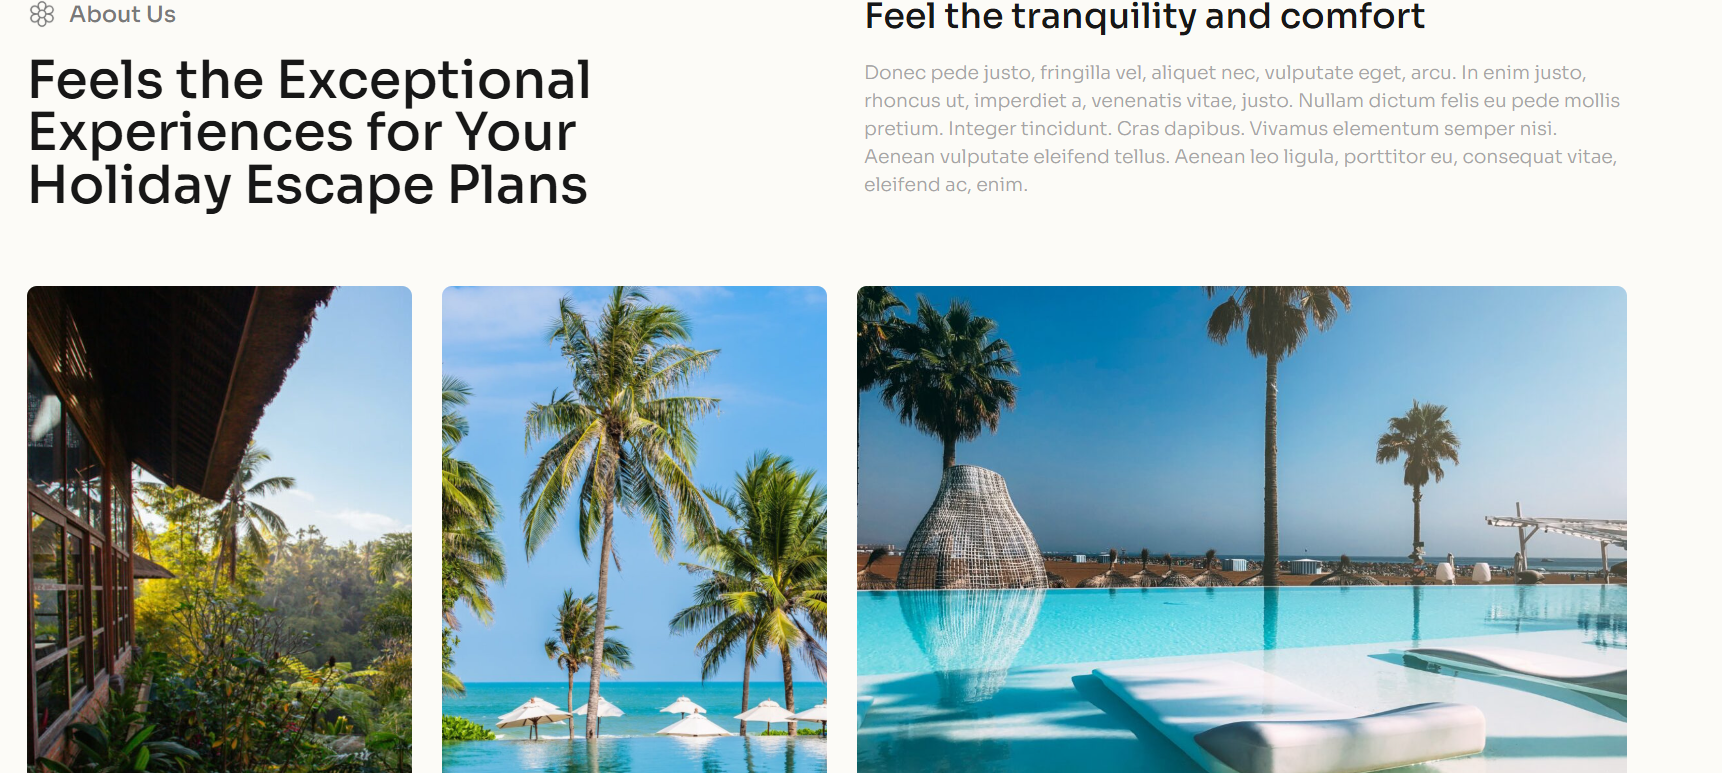 About Us
Feels the Exceptional
Experiences for Your
Holiday Escape Plans
Feel the tranquility and comfort
Donec pede justo, fringilla vel, aliquet nec, vulputate eget, arcu. In enim justo,
rhoncus ut, imperdiet a, venenatis vitae, justo. Nullam dictum felis eu pede mollis
pretium. Integer tincidunt. Cras dapibus. Vivamus elementum semper nisi.
Aenean vulputate eleifend tellus. Aenean leo ligula, porttitor eu, consequat vitae,
eleifend ac, enim.